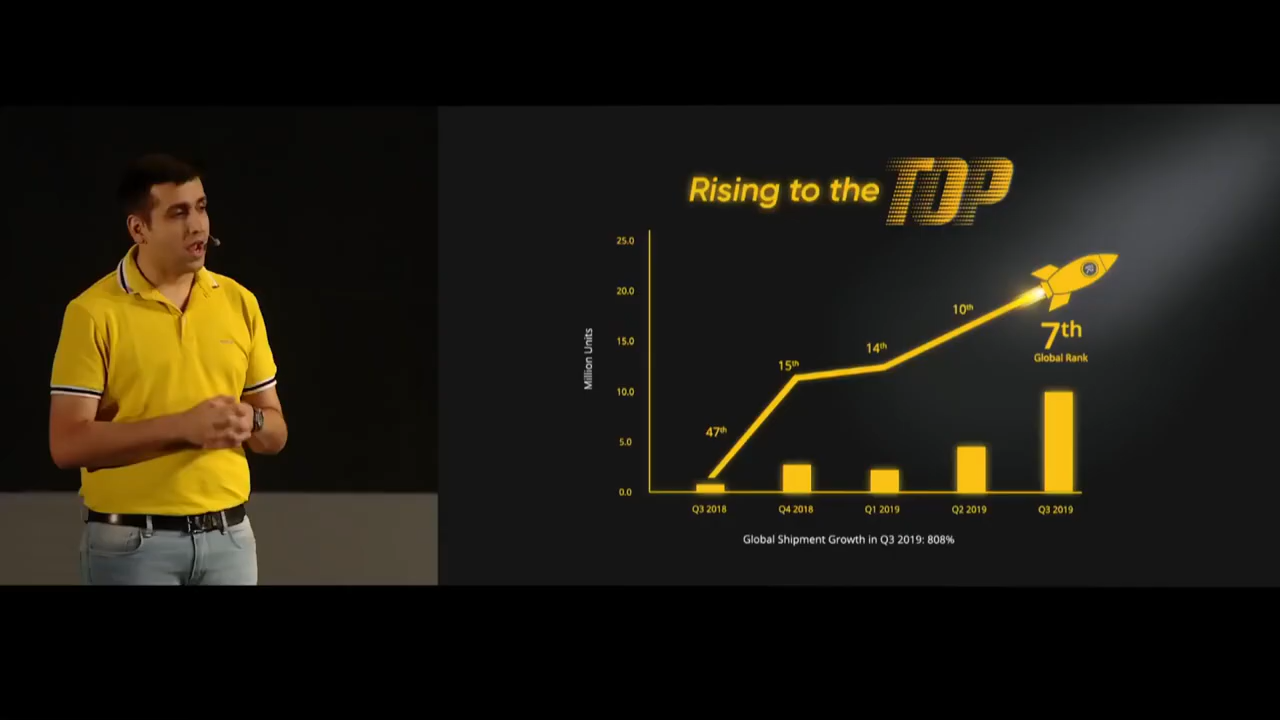 Rising to the TOP
25.0
20.0
15.0
10.0
5.0
0.0
Million Units
47th
15th
14th
10th
7th
Global Rank
Q3 2018 Q4 2018 Q1 2019 Q2 2019 Q3 2019
Global Shipment Growth in Q3 2019: 808%